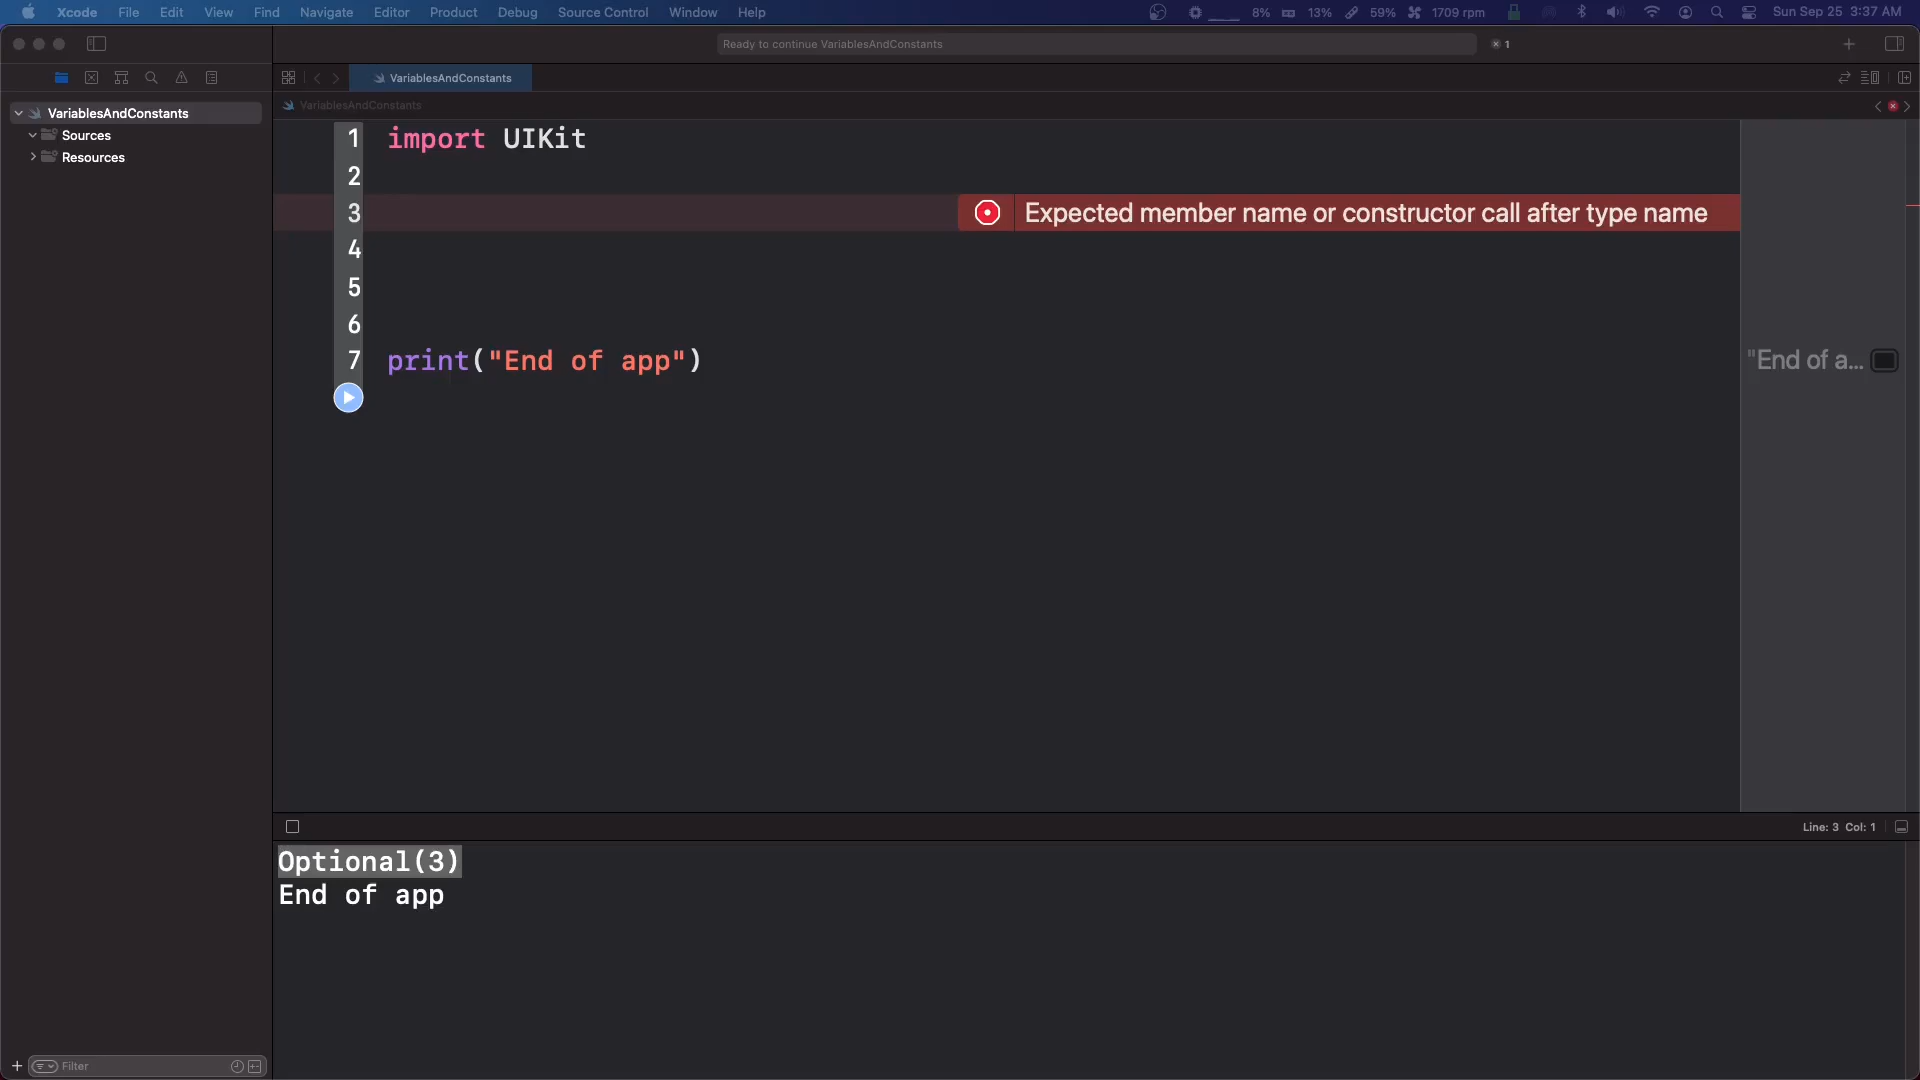 Xcode File Edit View Find Navigate Editor Product Debug Source Control Window Help 8% 13% 59% 1709 rpm Sun Sep 25 3:37 AM
Ready to continue VariablesAndConstants 1
VariablesAndConstants
VariablesAndConstants
VariablesAndConstants
Sources
Resources
1 import UIKit
2
3 Expected member name or constructor call after type name
4
5
6
7 print("End of app") "End of a...
Line: 3 Col: 1
Optional(3)
End of app
Filter